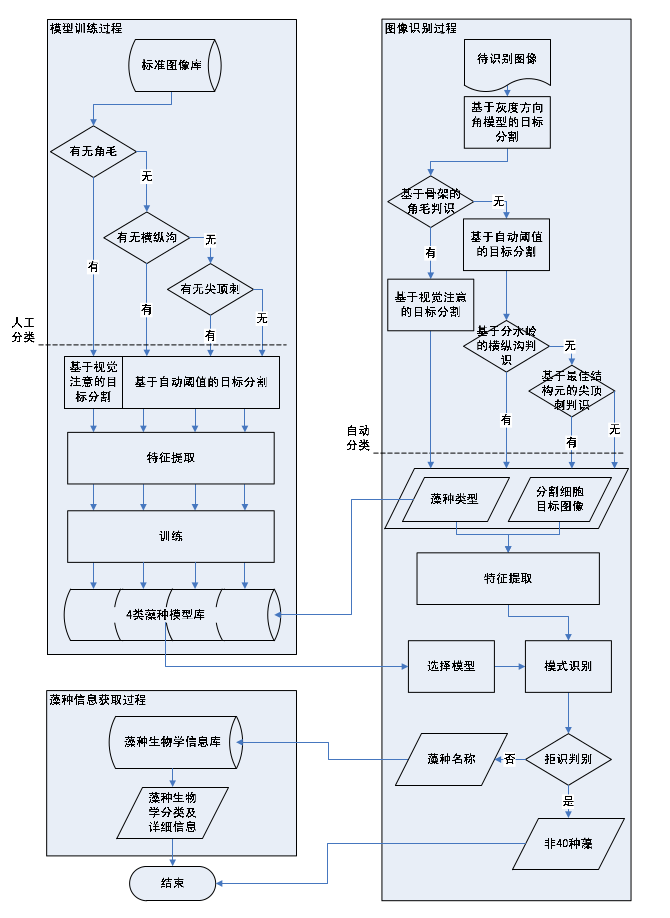 模型训练过程
标准图像库
有无角毛
无
有无横纵沟
无
有
有无尖顶刺
有
有
无
人工
分类
基于视觉
注意的目
标分割
基于自动阈值的目标分割
特征提取
训练
4类藻种模型库
图像识别过程
待识别图像
基于灰度方向
角模型的目标
分割
基于骨架的
角毛判识
无
有
基于自动阈值
的目标分割
基于视觉注意
的目标分割
基于分水岭
的横纵沟判
识
无
基于最佳结
构元的尖顶
刺判识
有
有
无
自动
分类
藻种类型
分割细胞
目标图像
特征提取
选择模型
模式识别
拒识判别
否
藻种名称
是
非40种藻
藻种信息获取过程
藻种生物学信息库
藻种生物
学分类及
详细信息
结束